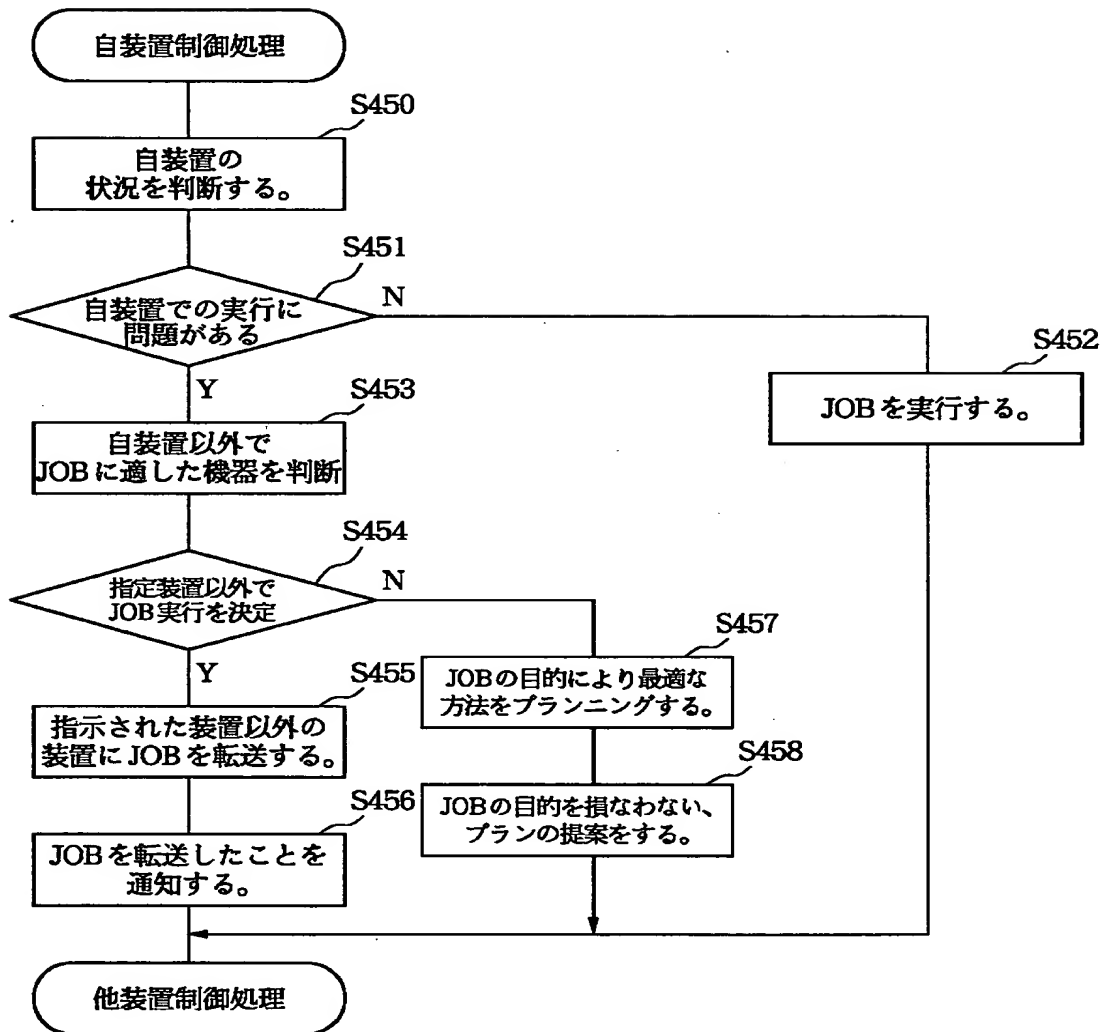 自装置制御処理
S450
自装置の
状況を判断する。
S451
自装置での実行に
問題がある
N
Y
S452
JOBを実行する。
S453
自装置以外で
JOBに適した機器を判断
S454
指定装置以外で
JOB実行を決定
N
Y
S455
指示された装置以外の
装置にJOBを転送する。
S456
JOBを転送したことを
通知する。
S457
JOBの目的により最適な
方法をプランニングする。
S458
JOBの目的を損なわない、
プランの提案をする。
他装置制御処理